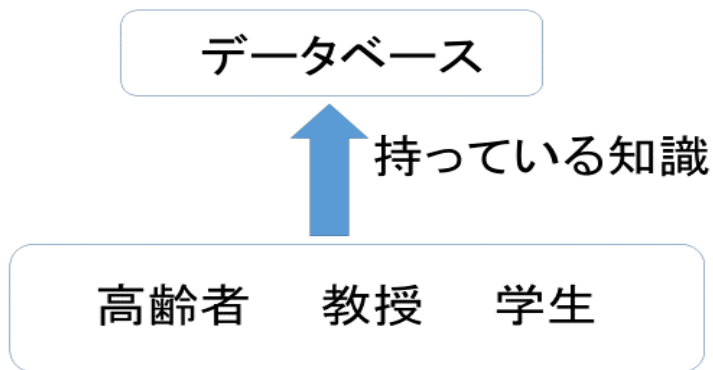 データベース
持っている知識
高齢者 教授 学生